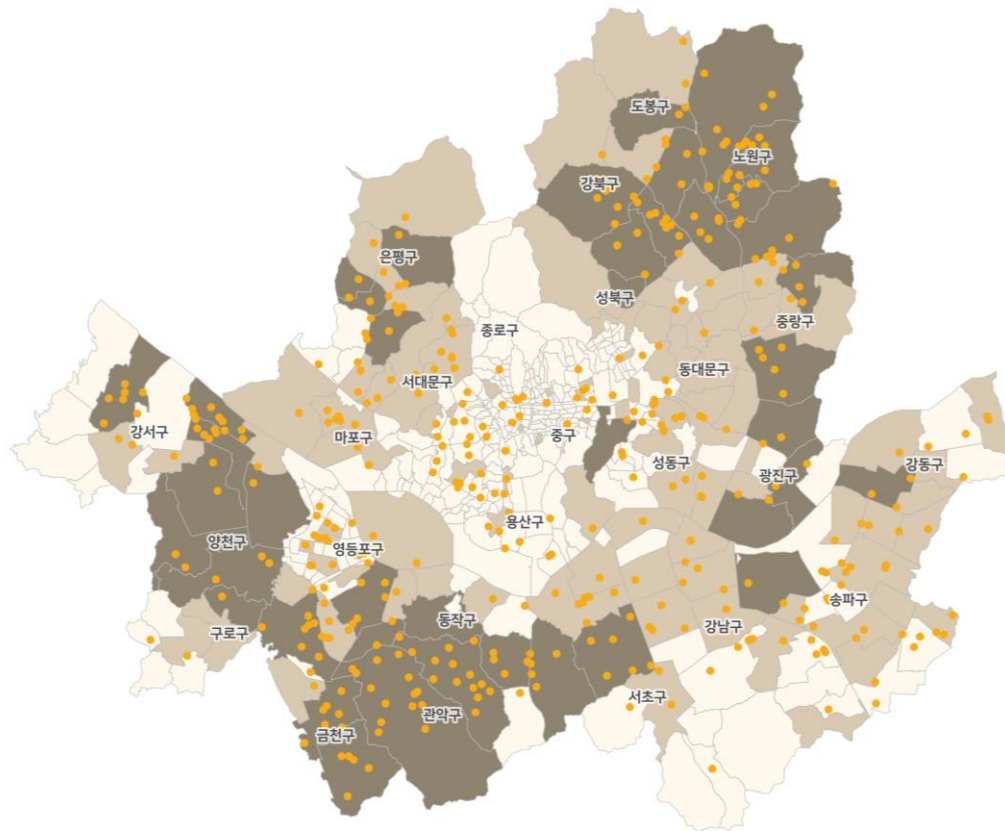 도봉구
노원구
강북구
은평구
성북구
중랑구
종로구
동대문구
서대문구
강서구
마포구
중구
성동구
강동구
광진구
용산구
양천구
영등포구
송파구
동작구
강남구
구로구
서초구
관악구
금천구